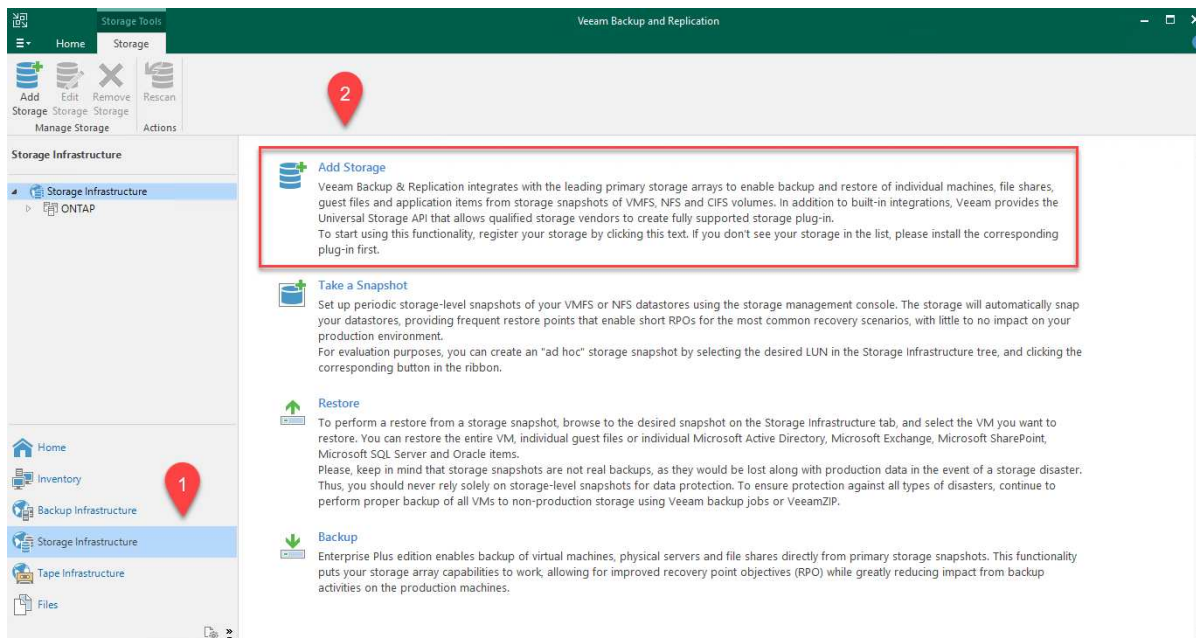 Storage Tools
Veeam Backup and Replication
Home
Storage
Add
Storage
Edit
Storage
Remove
Storage
Rescan
Manage Storage
Actions
2
Storage Infrastructure
Storage Infrastructure
ONTAP
Add Storage
Veeam Backup & Replication integrates with the leading primary storage arrays to enable backup and restore of individual machines, file shares,
guest files and application items from storage snapshots of VMFS, NFS and CIFS volumes. In addition to built-in integrations, Veeam provides the
Universal Storage API that allows qualified storage vendors to create fully supported storage plug-in.
To start using this functionality, register your storage by clicking this text. If you don't see your storage in the list, please install the corresponding
plug-in first.
Take a Snapshot
Set up periodic storage-level snapshots of your VMFS or NFS datastores using the storage management console. The storage will automatically snap
your datastores, providing frequent restore points that enable short RPOs for the most common recovery scenarios, with little to no impact on your
production environment.
For evaluation purposes, you can create an "ad hoc" storage snapshot by selecting the desired LUN in the Storage Infrastructure tree, and clicking the
corresponding button in the ribbon.
Restore
To perform a restore from a storage snapshot, browse to the desired snapshot on the Storage Infrastructure tab, and select the VM you want to
restore. You can restore the entire VM, individual guest files or individual Microsoft Active Directory, Microsoft Exchange, Microsoft SharePoint,
Microsoft SQL Server and Oracle items.
Please, keep in mind that storage snapshots are not real backups, as they would be lost along with production data in the event of a storage disaster.
Thus, you should never rely solely on storage-level snapshots for data protection. To ensure protection against all types of disasters, continue to
perform proper backup of all VMs to non-production storage using Veeam backup jobs or VeeamZIP.
Backup
Enterprise Plus edition enables backup of virtual machines, physical servers and file shares directly from primary storage snapshots. This functionality
puts your storage array capabilities to work, allowing for improved recovery point objectives (RPO) while greatly reducing impact from backup
activities on the production machines.
Home
Inventory
1
Backup Infrastructure
Storage Infrastructure
Tape Infrastructure
Files